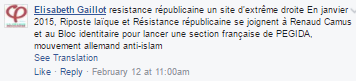 Elisabeth Gaillot resistance républicaine un site d'extrême droite En janvier
2015, Riposte laïque et Résistance républicaine se joignent à Renaud Camus
et au Bloc identitaire pour lancer une section française de PEGIDA,
mouvement allemand anti-islam
See Translation
Like · Reply · February 12 at 11:00am